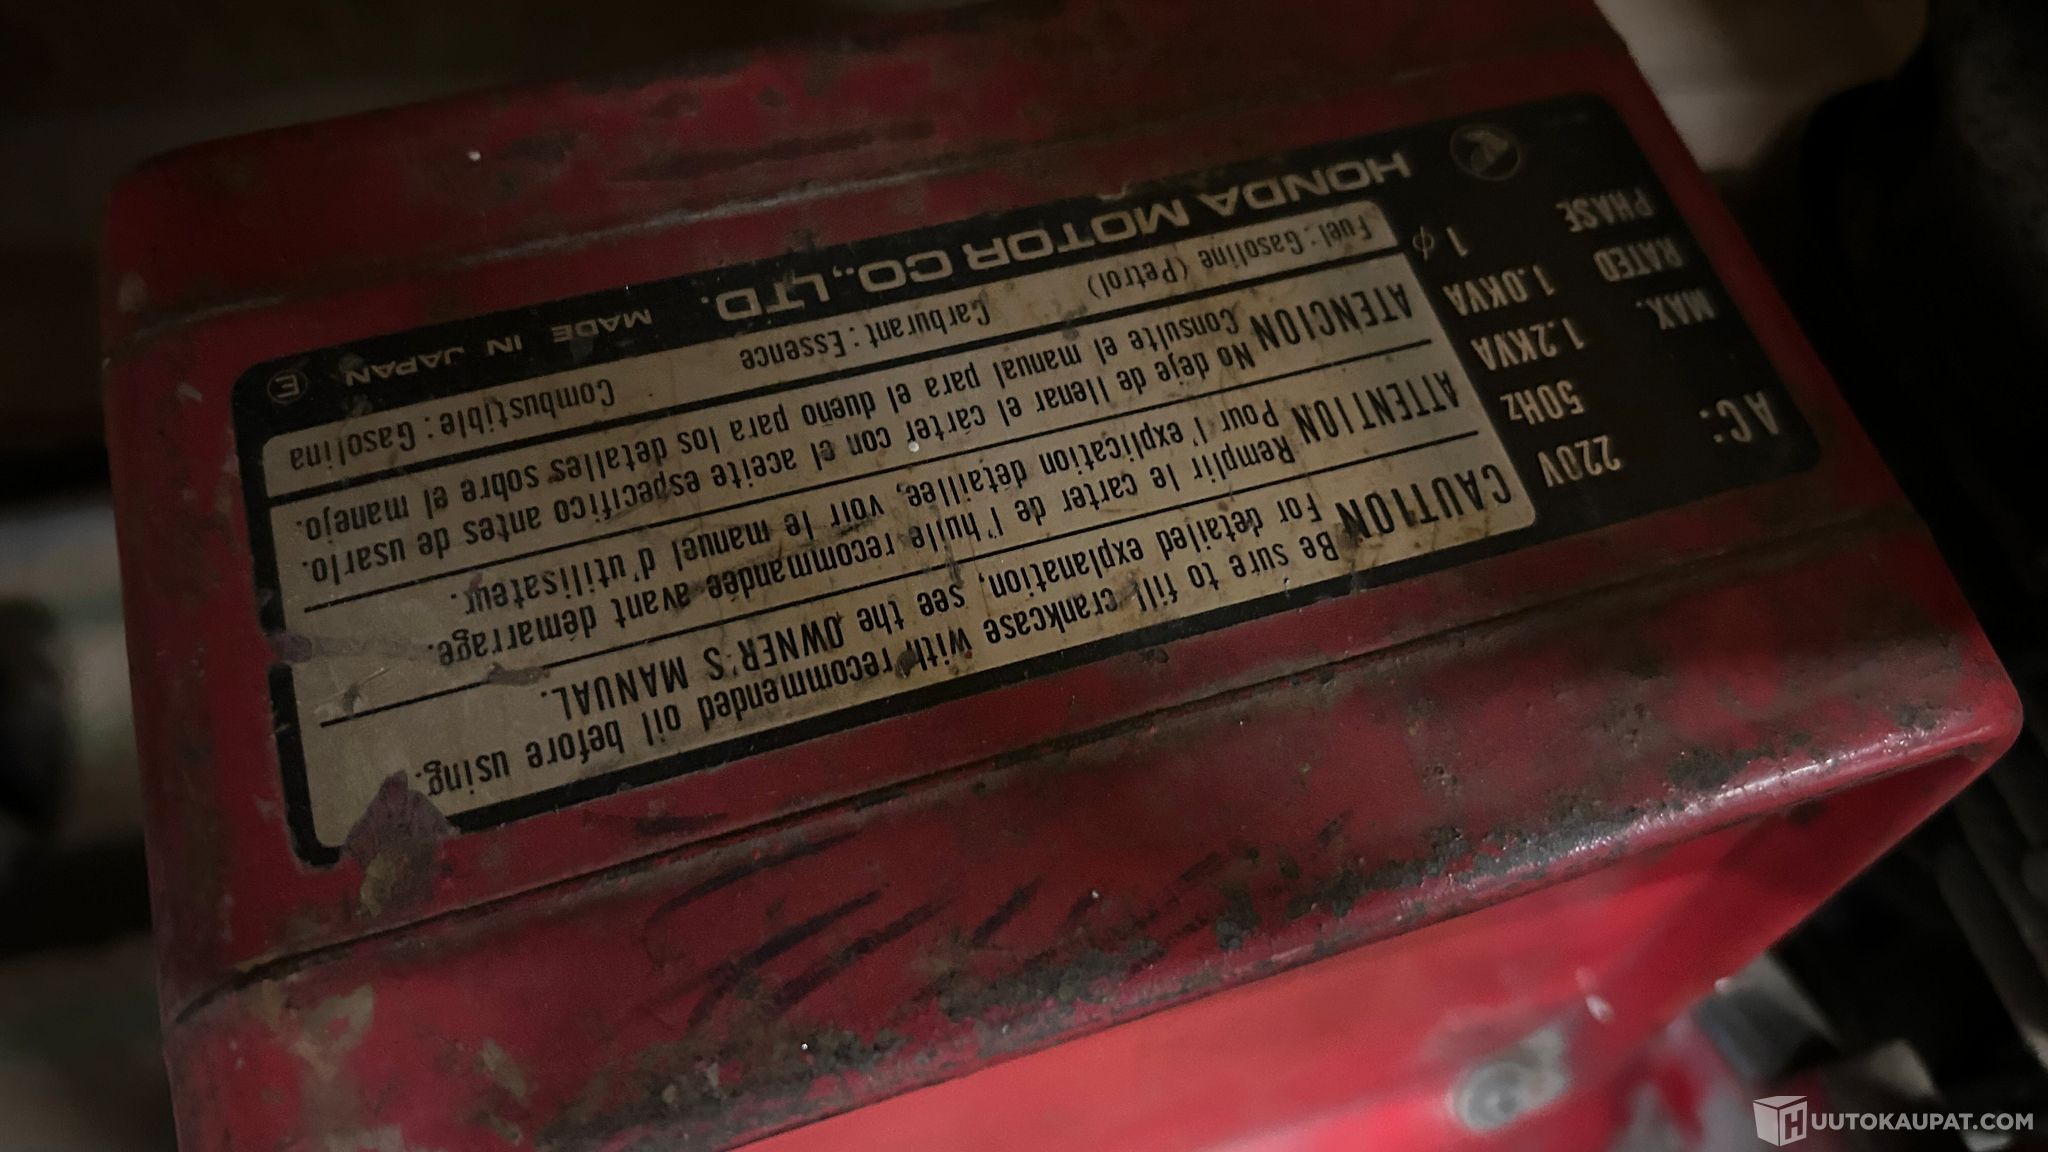 AC: 220V
50Hz
MAX. 1.2KVA
RATED 1.0KVA
PHASE 1φ
CAUTION
Be sure to fill crankcase with recommended oil before using.
For detailed explanation, see the OWNER'S MANUAL.
ATTENTION
Remplir le carter de l'huile recommandée avant démarrage.
Pour l'explication détaillée, voir le manuel d'utilisateur.
ATENCION
No deje de llenar el cárter con el aceite específico antes de usarlo.
Consulte el manual para el dueno para los detalles sobre el manejo.
Fuel: Gasoline (Petrol) Carburant: Essence Combustible: Gasolina
HONDA MOTOR CO., LTD. MADE IN JAPAN E
HUUTOKAUPAT.COM